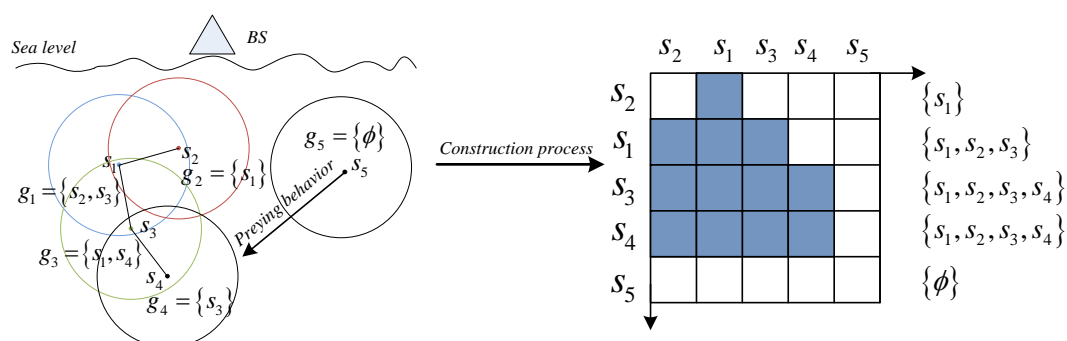 Sea level
BS
s₁
s₂
g₂ = {s₁}
g₁ = {s₂, s₃}
s₃
g₃ = {s₁, s₄}
s₄
g₄ = {s₃}
g₅ = {ϕ}
s₅
Preying behavior
Construction process
s₂ s₁ s₃ s₄ s₅
s₂ {s₁}
s₁ {s₁, s₂, s₃}
s₃ {s₁, s₂, s₃, s₄}
s₄ {s₁, s₂, s₃, s₄}
s₅ {ϕ}